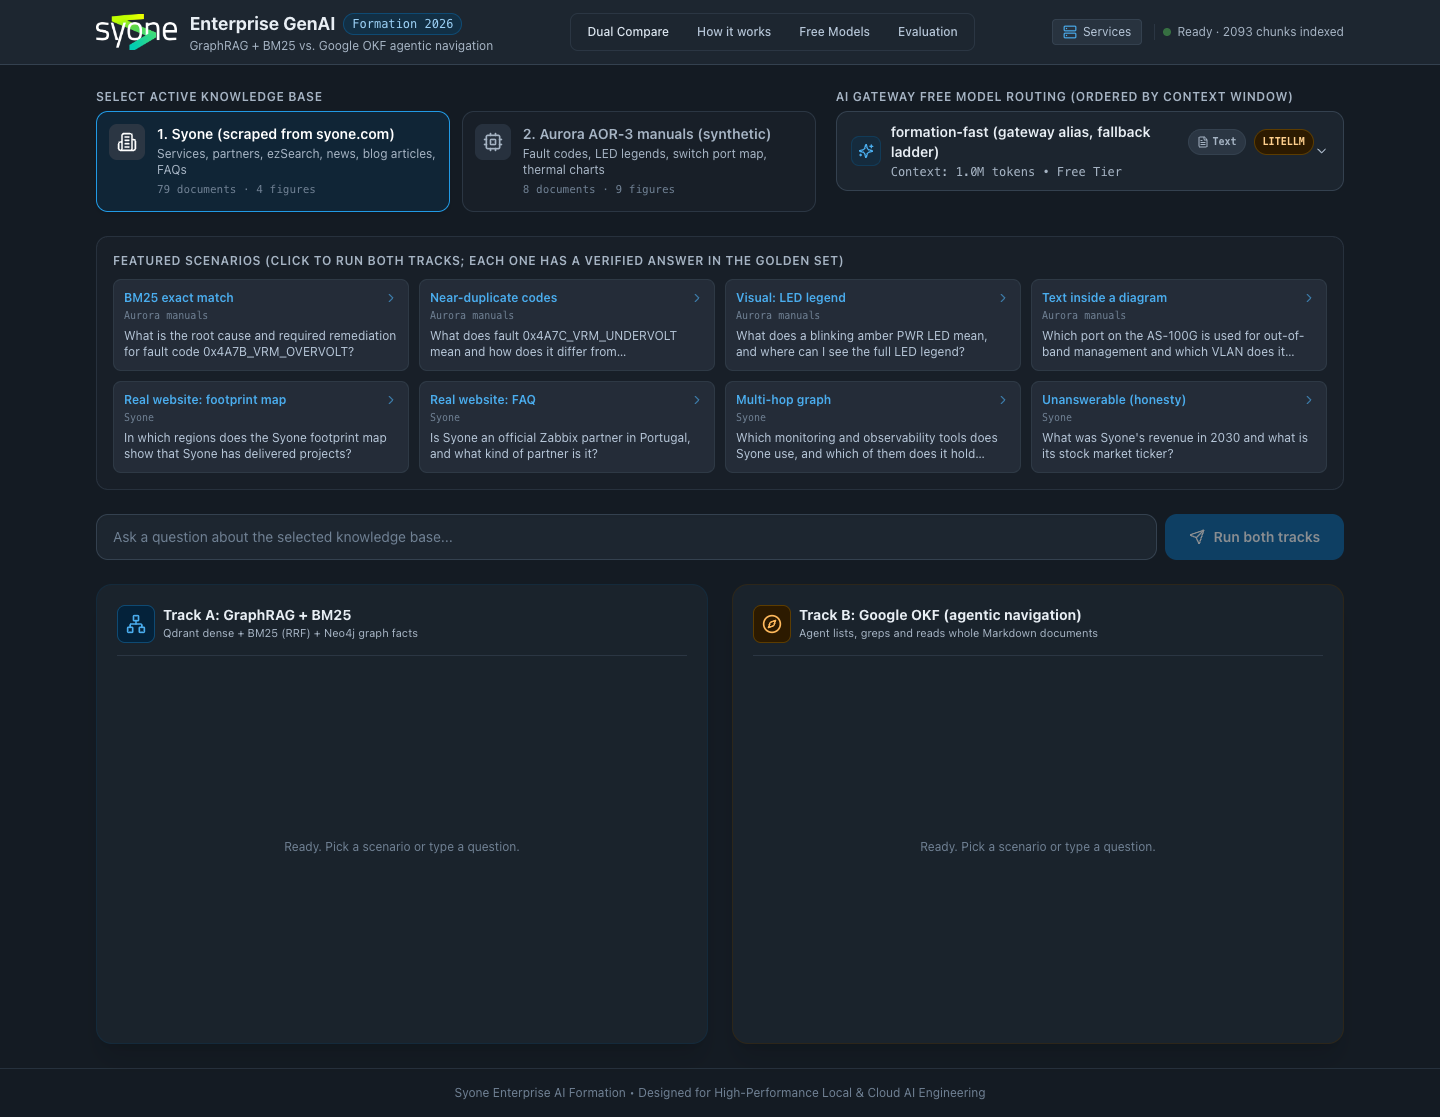 syone
Enterprise GenAI
Formation 2026
GraphRAG + BM25 vs. Google OKF agentic navigation
Dual Compare
How it works
Free Models
Evaluation
Services
Ready · 2093 chunks indexed
SELECT ACTIVE KNOWLEDGE BASE
1. Syone (scraped from syone.com)
Services, partners, ezSearch, news, blog articles,
FAQs
79 documents · 4 figures
2. Aurora AOR-3 manuals (synthetic)
Fault codes, LED legends, switch port map,
thermal charts
8 documents · 9 figures
AI GATEWAY FREE MODEL ROUTING (ORDERED BY CONTEXT WINDOW)
formation-fast (gateway alias, fallback
ladder)
Context: 1.0M tokens • Free Tier
Text
LITELLM
FEATURED SCENARIOS (CLICK TO RUN BOTH TRACKS; EACH ONE HAS A VERIFIED ANSWER IN THE GOLDEN SET)
BM25 exact match
Aurora manuals
What is the root cause and required remediation
for fault code 0x4A7B_VRM_OVERVOLT?
Near-duplicate codes
Aurora manuals
What does fault 0x4A7C_VRM_UNDERVOLT
mean and how does it differ from...
Visual: LED legend
Aurora manuals
What does a blinking amber PWR LED mean,
and where can I see the full LED legend?
Text inside a diagram
Aurora manuals
Which port on the AS-100G is used for out-of-
band management and which VLAN does it...
Real website: footprint map
Syone
In which regions does the Syone footprint map
show that Syone has delivered projects?
Real website: FAQ
Syone
Is Syone an official Zabbix partner in Portugal,
and what kind of partner is it?
Multi-hop graph
Syone
Which monitoring and observability tools does
Syone use, and which of them does it hold...
Unanswerable (honesty)
Syone
What was Syone's revenue in 2030 and what is
its stock market ticker?
Ask a question about the selected knowledge base...
Run both tracks
Track A: GraphRAG + BM25
Qdrant dense + BM25 (RRF) + Neo4j graph facts
Ready. Pick a scenario or type a question.
Track B: Google OKF (agentic navigation)
Agent lists, greps and reads whole Markdown documents
Ready. Pick a scenario or type a question.
Syone Enterprise AI Formation • Designed for High-Performance Local & Cloud AI Engineering